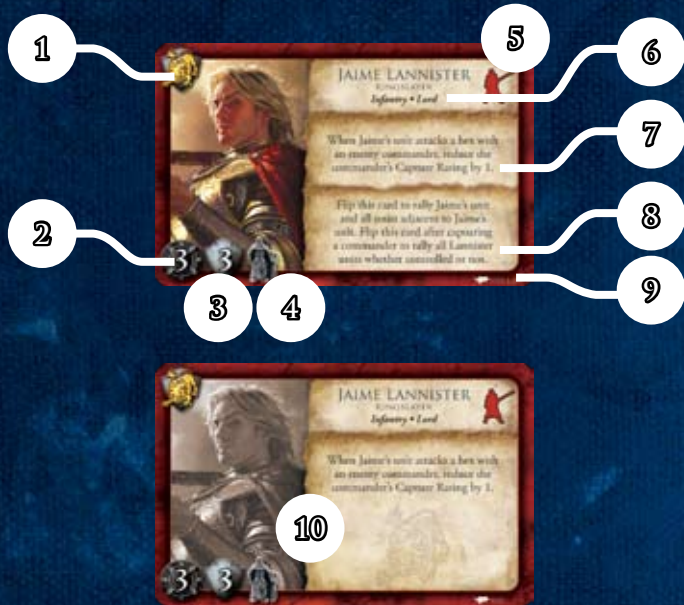 1
5
6
JAIME LANNISTER
KINGSLAYER
Infantry • Lord
7
When Jaime's unit attacks a hex with
an enemy commander, reduce the
commander's Capture Rating by 1.
8
Flip this card to rally Jaime's unit
and all units adjacent to Jaime's
unit. Flip this card after capturing
a commander to rally all Lannister
units whether controlled or not.
2
3 3
9
3
4
JAIME LANNISTER
KINGSLAYER
Infantry • Lord
When Jaime's unit attacks a hex with
an enemy commander, reduce the
commander's Capture Rating by 1.
10
3 3